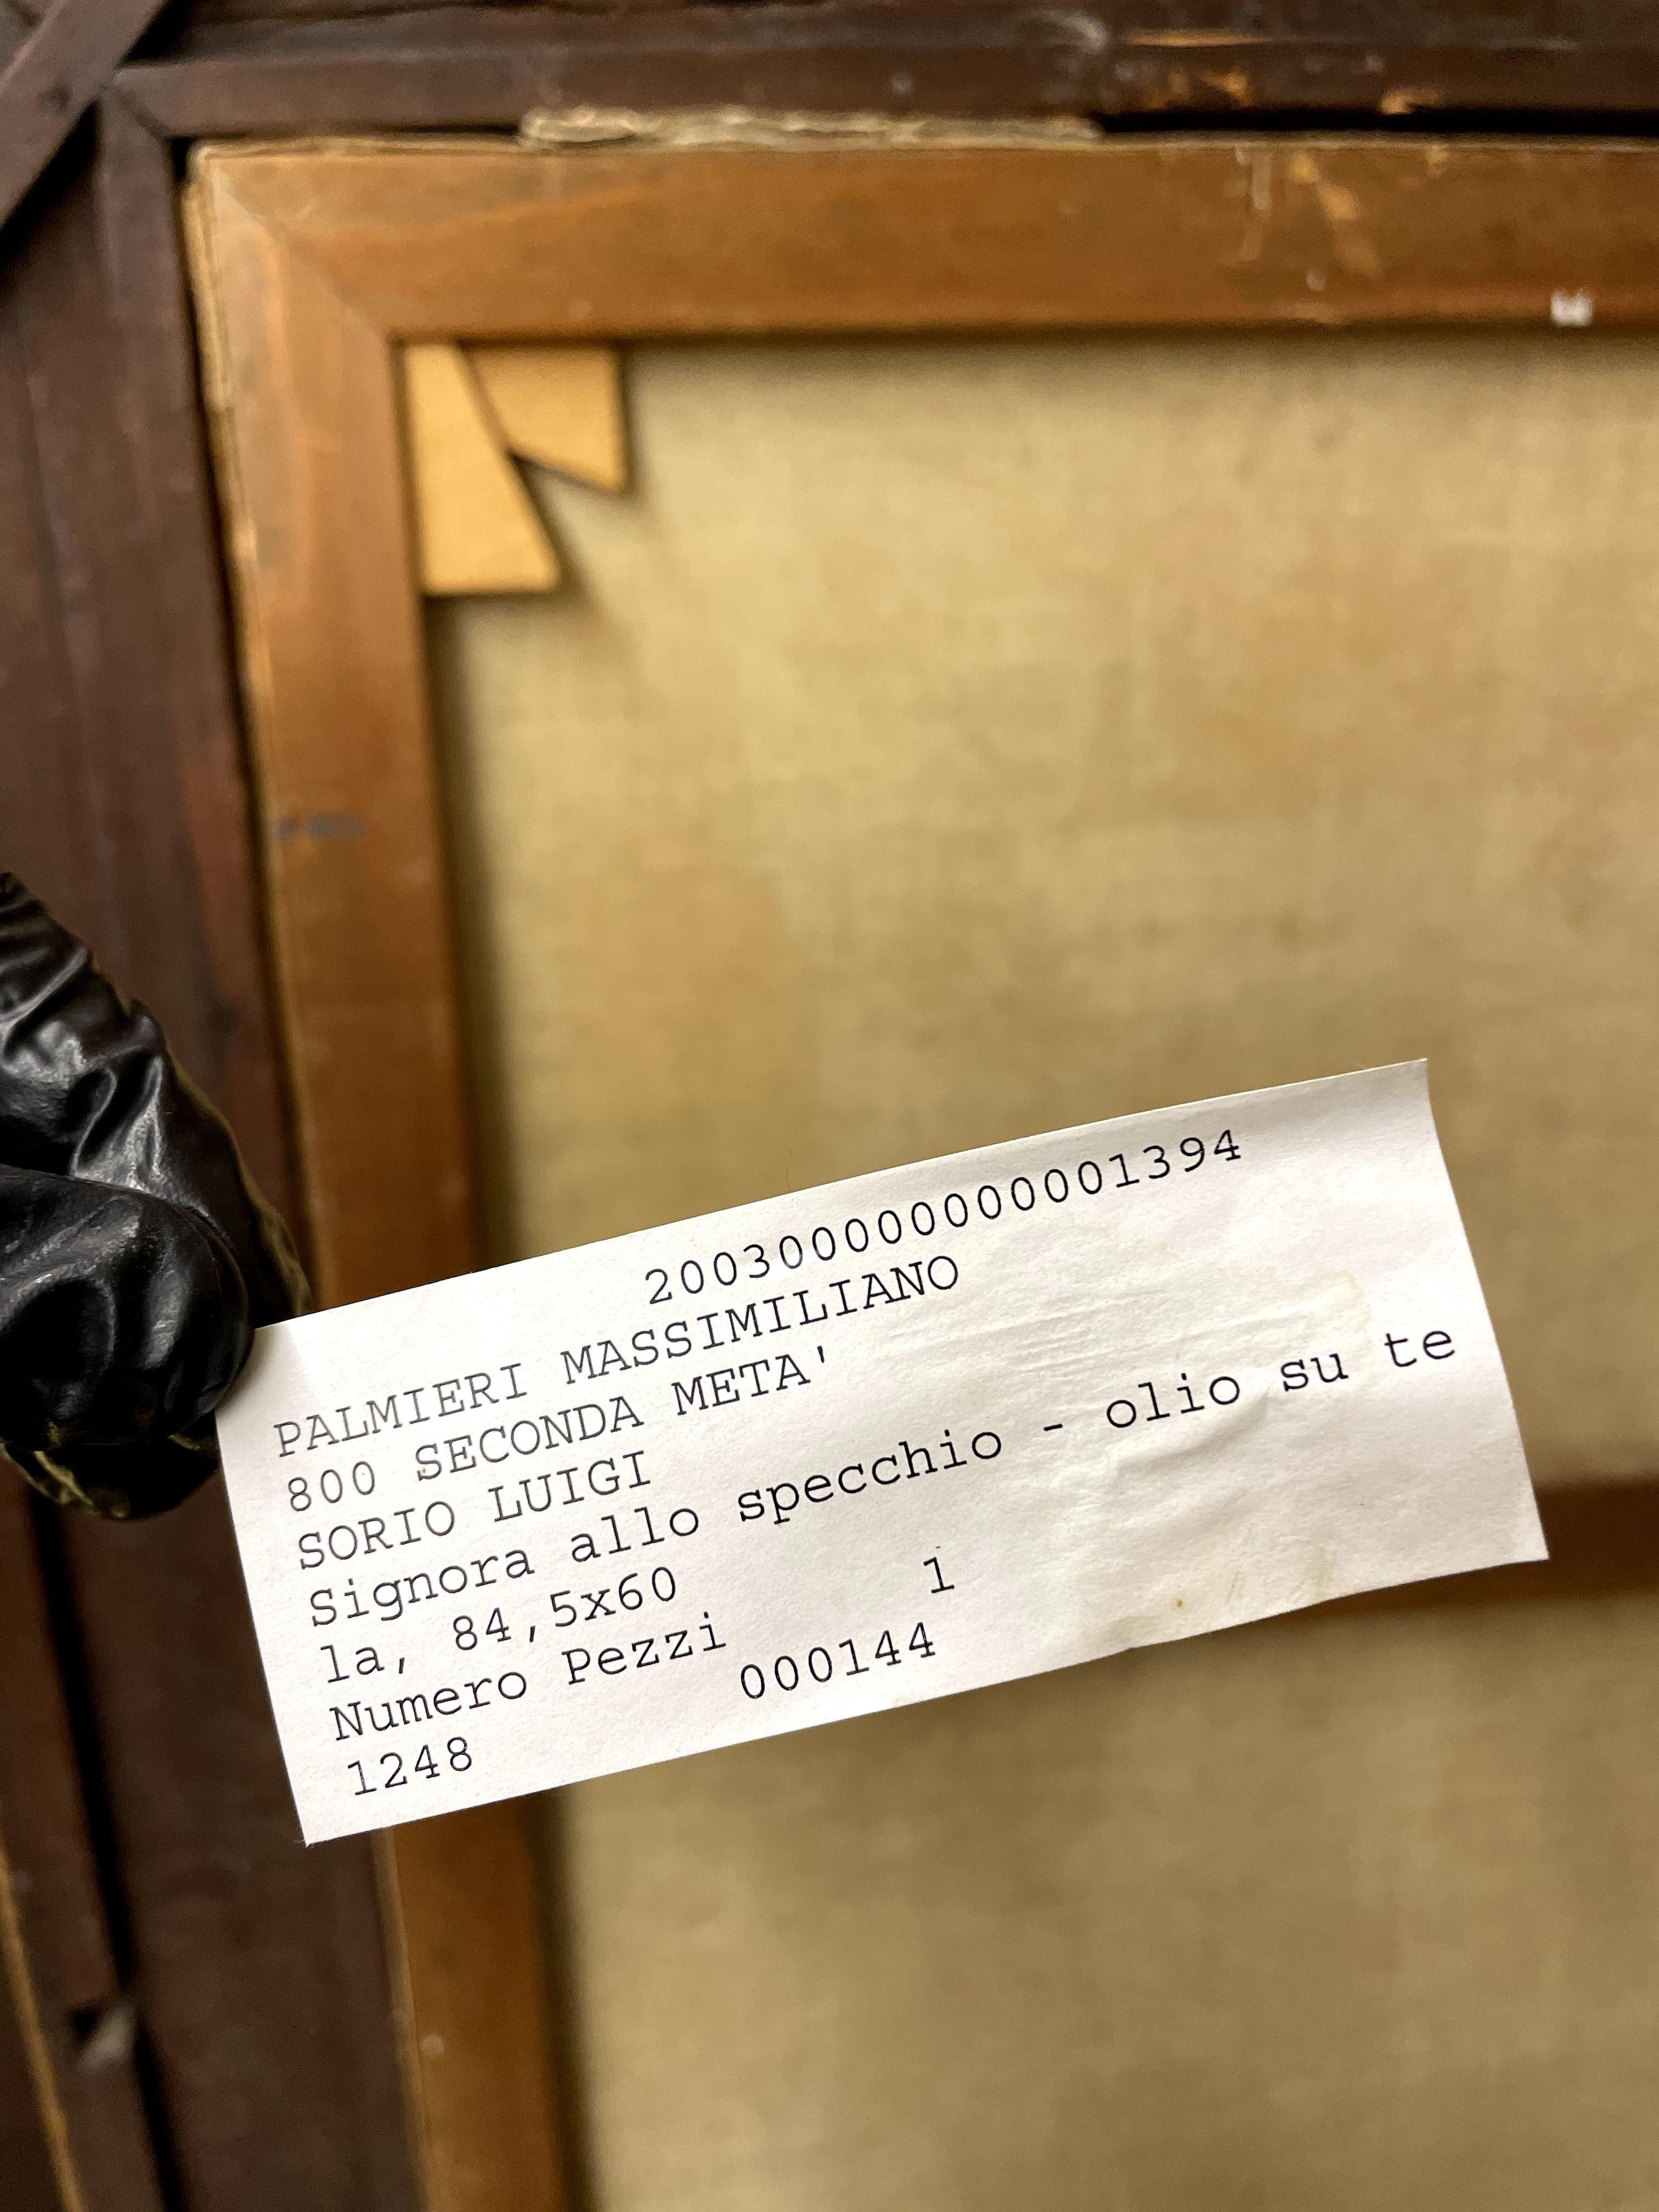 2003000000000001394
PALMIERI MASSIMILIANO
800 SECONDA META'
SORIO LUIGI
Signora allo specchio - olio su te
la, 84,5x60
Numero Pezzi 1
1248 000144